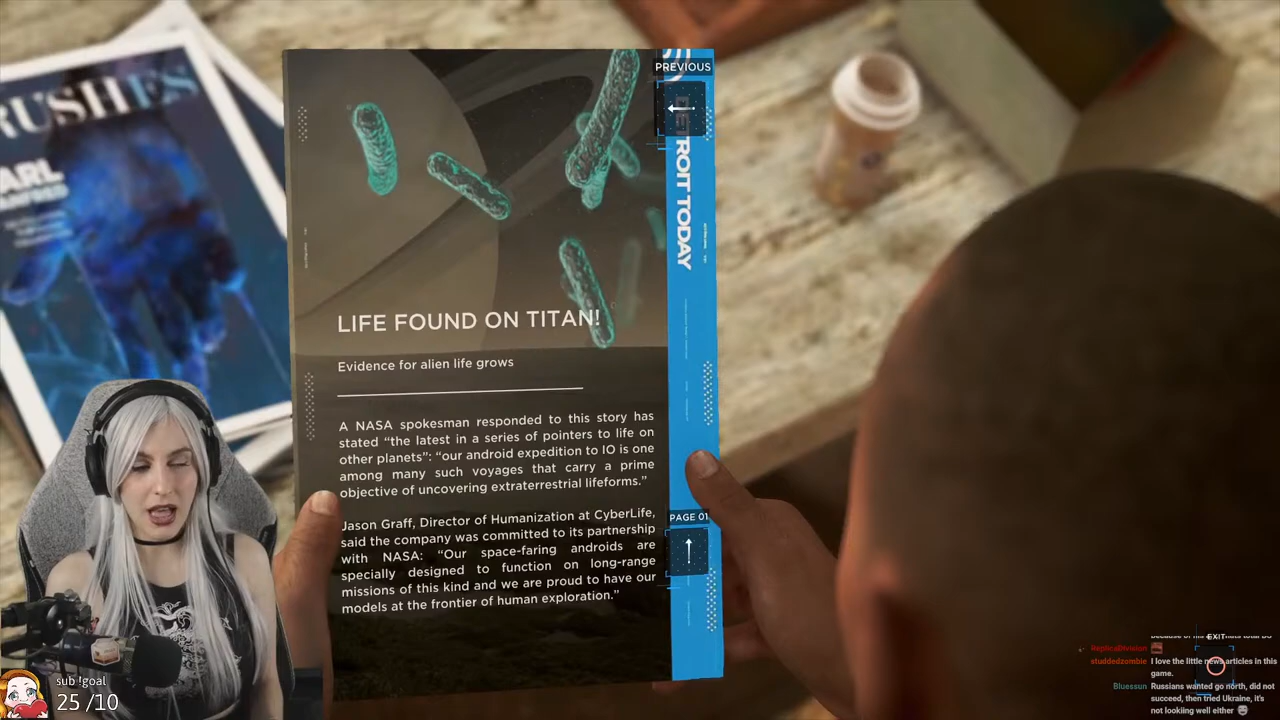 RUSHES
ARL
PREVIOUS
DETROIT TODAY
LIFE FOUND ON TITAN!
Evidence for alien life grows
A NASA spokesman responded to this story has
stated “the latest in a series of pointers to life on
other planets”: “our android expedition to IO is one
among many such voyages that carry a prime
objective of uncovering extraterrestrial lifeforms.”
Jason Graff, Director of Humanization at CyberLife,
said the company was committed to its partnership
with NASA: “Our space-faring androids are
specially designed to function on long-range
missions of this kind and we are proud to have our
models at the frontier of human exploration.”
PAGE 01
EXIT
ReplicaDivision
studdedzombie I love the little news articles in this
game.
Bluessun Russians wanted go north, did not
succeed, then tried Ukraine, it's
not lookiing well either
sub !goal
25 /10